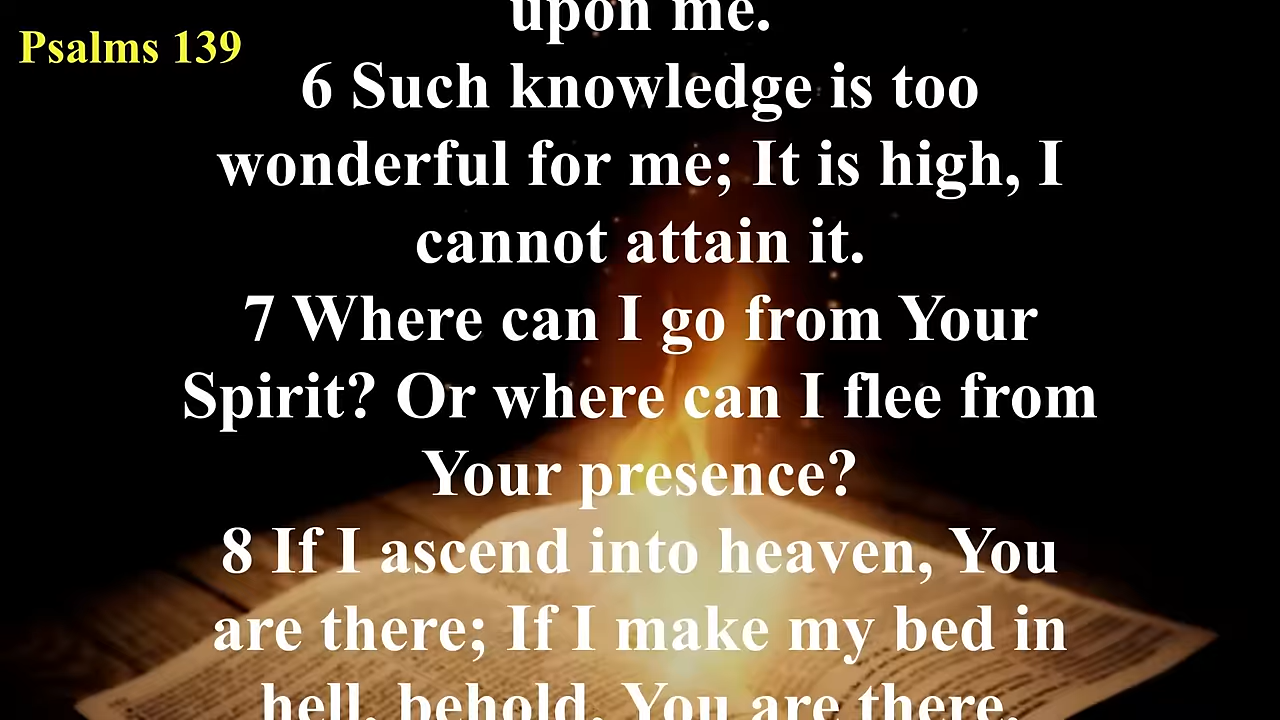 Psalms 139
upon me.
6 Such knowledge is too
wonderful for me; It is high, I
cannot attain it.
7 Where can I go from Your
Spirit? Or where can I flee from
Your presence?
8 If I ascend into heaven, You
are there; If I make my bed in
hell, behold, You are there.